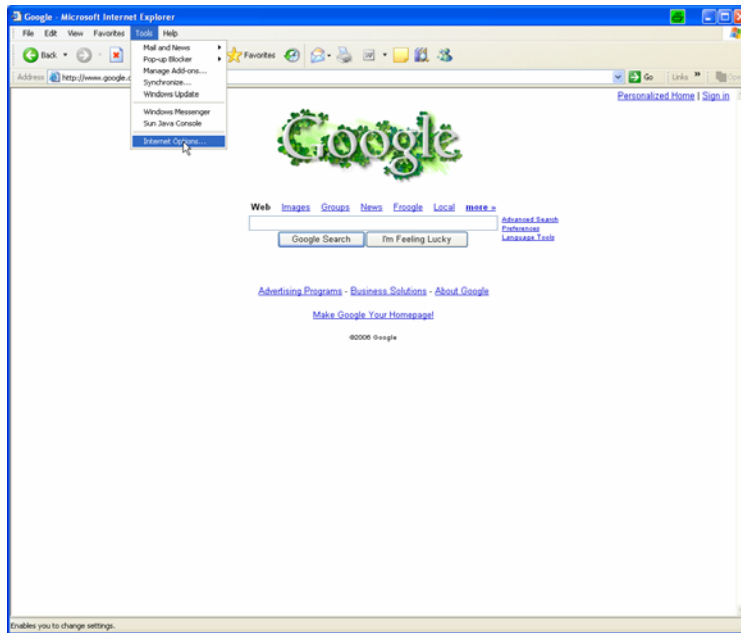 Google - Microsoft Internet Explorer
File Edit View Favorites Tools Help
Back Favorites
Address http://www.google.c Go Links »
Mail and News
Pop-up Blocker
Manage Add-ons...
Synchronize...
Windows Update
Windows Messenger
Sun Java Console
Internet Options...
Personalized Home | Sign in
Google
Web Images Groups News Froogle Local more »
Advanced Search
Preferences
Language Tools
Google Search I'm Feeling Lucky
Advertising Programs - Business Solutions - About Google
Make Google Your Homepage!
©2006 Google
Enables you to change settings.